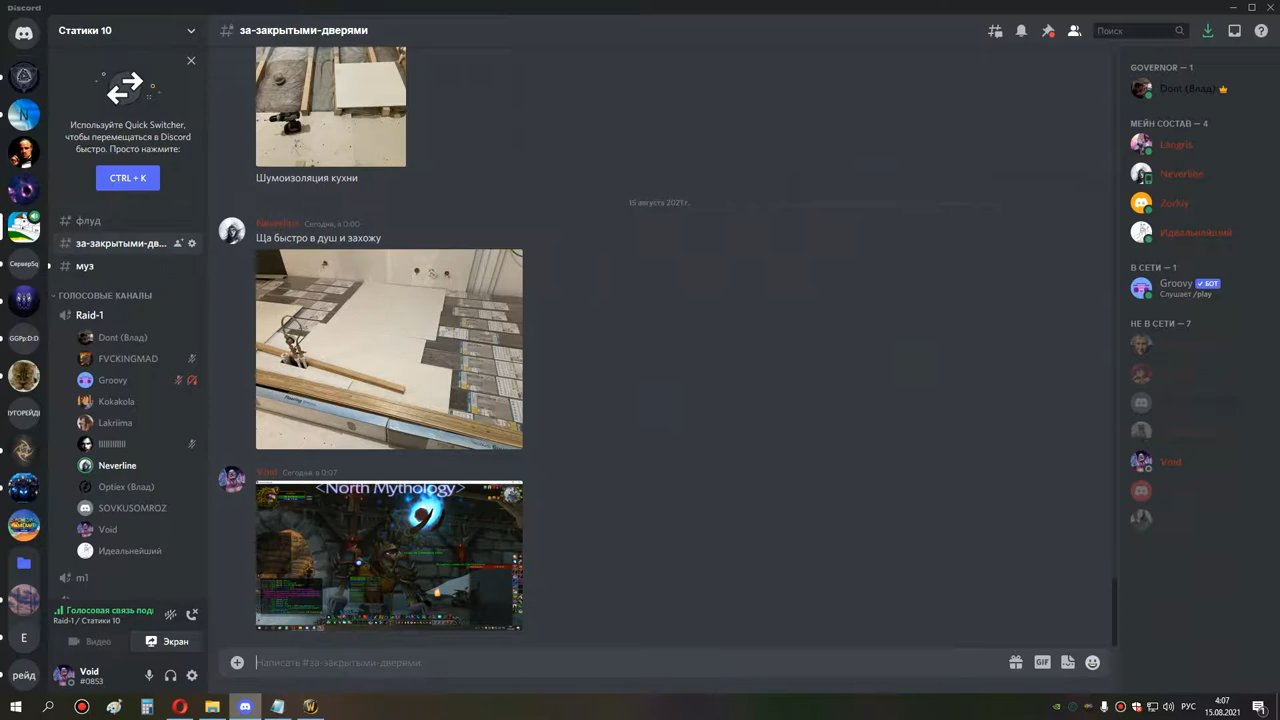 Discord
Статики 10
за-закрытыми-дверями
Поиск
Используйте Quick Switcher,
чтобы перемещаться в Discord
быстро. Просто нажмите:
CTRL + K
флуд
за-закрытыми-дв...
муз
ГОЛОСОВЫЕ КАНАЛЫ
Raid-1
Dont (Влад)
FVCKINGMAD
Groovy
Kokakola
Lakriima
Neverline
Optiex (Влад)
SOVKUSOMROZ
Void
Идеальнейший
m1
Голосовая связь под
Raid-1 / Статики 10
Видео
Экран
Void
#0853
Шумоизоляция кухни
15 августа 2021 г.
Neverline Сегодня, в 0:00
Ща быстро в душ и захожу
Void Сегодня, в 0:07
<North Mythology>
Написать #за-закрытыми-дверями
GIF
GOVERNOR — 1
Dont (Влад)
МЕЙН СОСТАВ — 4
Langris
Neverline
Zorkiy
Идеальнейший
В СЕТИ — 1
Groovy БОТ
Слушает /play
НЕ В СЕТИ — 7
Void
GGPp:D:D
E
рейд
РУС
4:07
15.08.2021